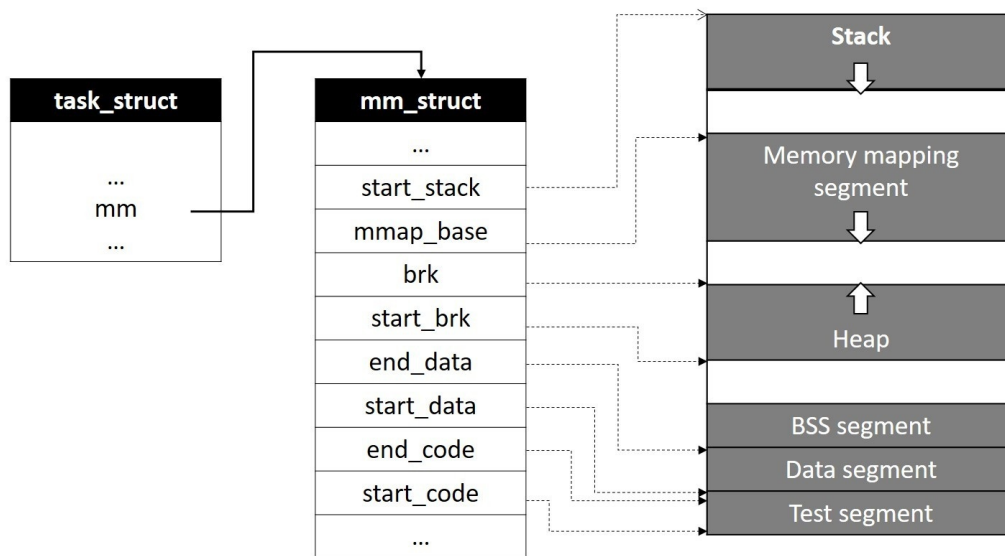 task_struct
...
mm
...
mm_struct
...
start_stack
mmap_base
brk
start_brk
end_data
start_data
end_code
start_code
...
Stack
Memory mapping
segment
Heap
BSS segment
Data segment
Test segment